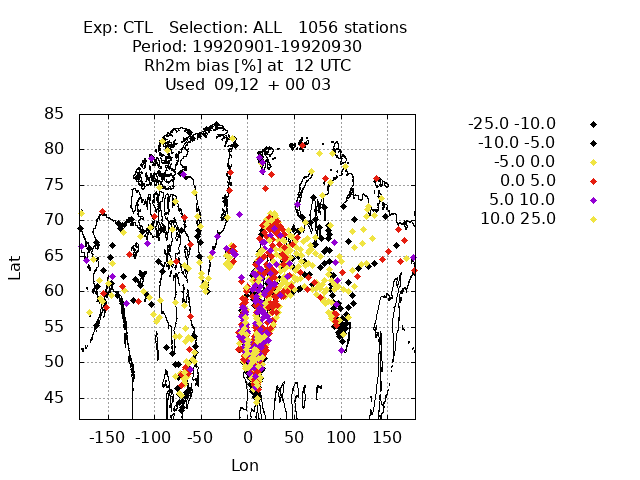 Exp: CTL Selection: ALL 1056 stations
Period: 19920901-19920930
Rh2m bias [%] at 12 UTC
Used 09,12 + 00 03
85
80
75
70
65
60
55
50
45
Lat
-150 -100 -50 0 50 100 150
Lon
-25.0 -10.0
-10.0 -5.0
-5.0 0.0
0.0 5.0
5.0 10.0
10.0 25.0